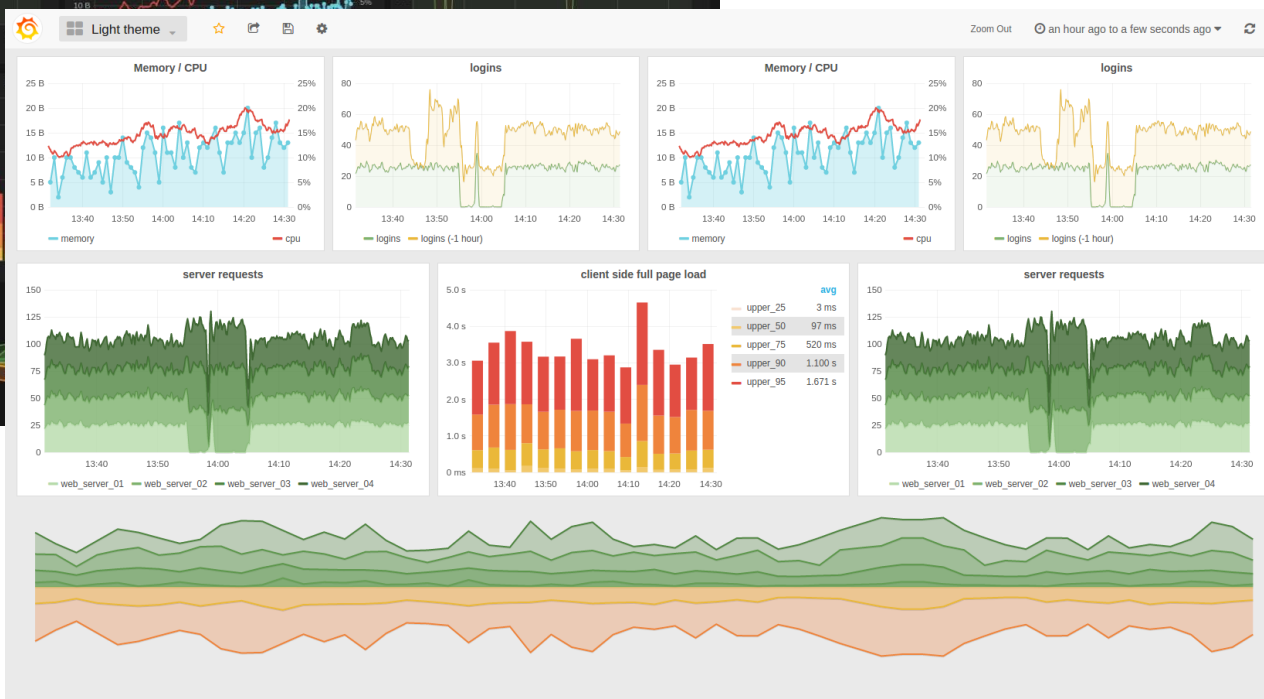 10 B
5%
Light theme
Zoom Out
an hour ago to a few seconds ago
Memory / CPU
25 B
20 B
15 B
10 B
5 B
0 B
25%
20%
15%
10%
5%
0%
13:40 13:50 14:00 14:10 14:20 14:30
memory cpu
logins
80
60
40
20
0
13:40 13:50 14:00 14:10 14:20 14:30
logins logins (-1 hour)
Memory / CPU
25 B
20 B
15 B
10 B
5 B
0 B
25%
20%
15%
10%
5%
0%
13:40 13:50 14:00 14:10 14:20 14:30
memory cpu
logins
80
60
40
20
0
13:40 13:50 14:00 14:10 14:20 14:30
logins logins (-1 hour)
server requests
150
125
100
75
50
25
0
13:40 13:50 14:00 14:10 14:20 14:30
web_server_01 web_server_02 web_server_03 web_server_04
client side full page load
5.0 s
4.0 s
3.0 s
2.0 s
1.0 s
0 ms
13:40 13:50 14:00 14:10 14:20 14:30
avg
upper_25 3 ms
upper_50 97 ms
upper_75 520 ms
upper_90 1.100 s
upper_95 1.671 s
server requests
150
125
100
75
50
25
0
13:40 13:50 14:00 14:10 14:20 14:30
web_server_01 web_server_02 web_server_03 web_server_04